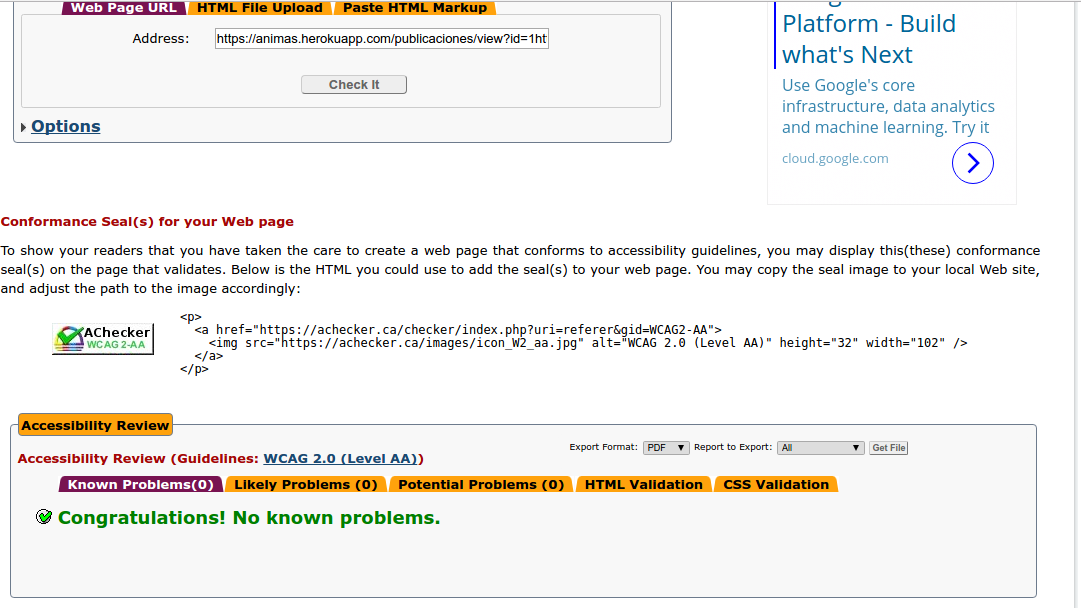 Web Page URL HTML File Upload Paste HTML Markup
Address: https://animas.herokuapp.com/publicaciones/view?id=1ht
Check It
Options
Platform - Build
what's Next
Use Google's core
infrastructure, data analytics
and machine learning. Try it
cloud.google.com
Conformance Seal(s) for your Web page
To show your readers that you have taken the care to create a web page that conforms to accessibility guidelines, you may display this(these) conformance
seal(s) on the page that validates. Below is the HTML you could use to add the seal(s) to your web page. You may copy the seal image to your local Web site,
and adjust the path to the image accordingly:
AChecker
WCAG 2-AA
<p>
<a href="https://achecker.ca/checker/index.php?uri=referer&gid=WCAG2-AA">
<img src="https://achecker.ca/images/icon_W2_aa.jpg" alt="WCAG 2.0 (Level AA)" height="32" width="102" />
</a>
</p>
Accessibility Review
Export Format: PDF Report to Export: All Get File
Accessibility Review (Guidelines: WCAG 2.0 (Level AA))
Known Problems(0) Likely Problems (0) Potential Problems (0) HTML Validation CSS Validation
Congratulations! No known problems.